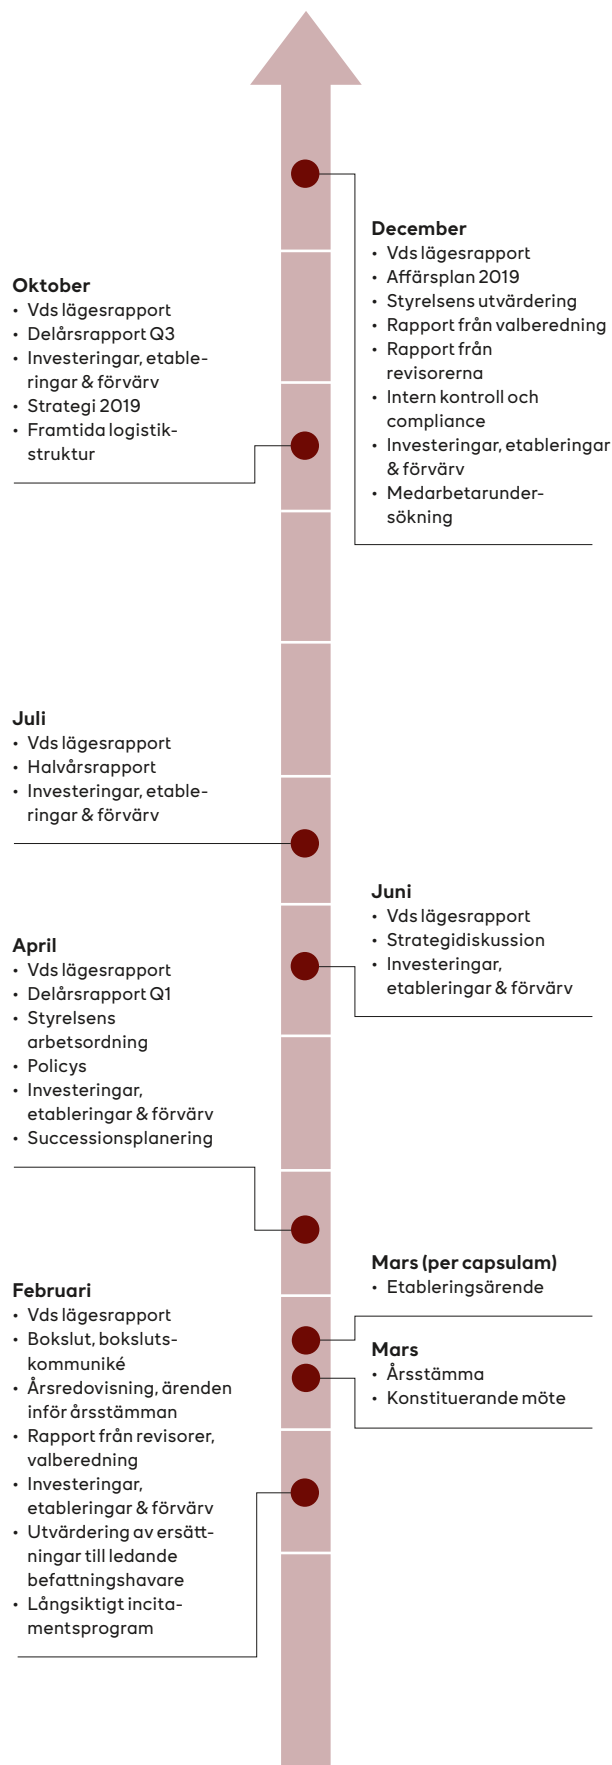 December
• Vds lägesrapport
• Affärsplan 2019
• Styrelsens utvärdering
• Rapport från valberedning
• Rapport från
revisorerna
• Intern kontroll och
compliance
• Investeringar, etableringar
& förvärv
• Medarbetarunder-
sökning
Oktober
• Vds lägesrapport
• Delårsrapport Q3
• Investeringar, etable-
ringar & förvärv
• Strategi 2019
• Framtida logistik-
struktur
Juli
• Vds lägesrapport
• Halvårsrapport
• Investeringar, etable-
ringar & förvärv
Juni
• Vds lägesrapport
• Strategidiskussion
• Investeringar,
etableringar & förvärv
April
• Vds lägesrapport
• Delårsrapport Q1
• Styrelsens
arbetsordning
• Policys
• Investeringar,
etableringar & förvärv
• Successionsplanering
Mars (per capsulam)
• Etableringsärende
Mars
• Årsstämma
• Konstituerande möte
Februari
• Vds lägesrapport
• Bokslut, boksluts-
kommuniké
• Årsredovisning, ärenden
inför årsstämman
• Rapport från revisorer,
valberedning
• Investeringar,
etableringar & förvärv
• Utvärdering av ersätt-
ningar till ledande
befattningshavare
• Långsiktigt incita-
mentsprogram